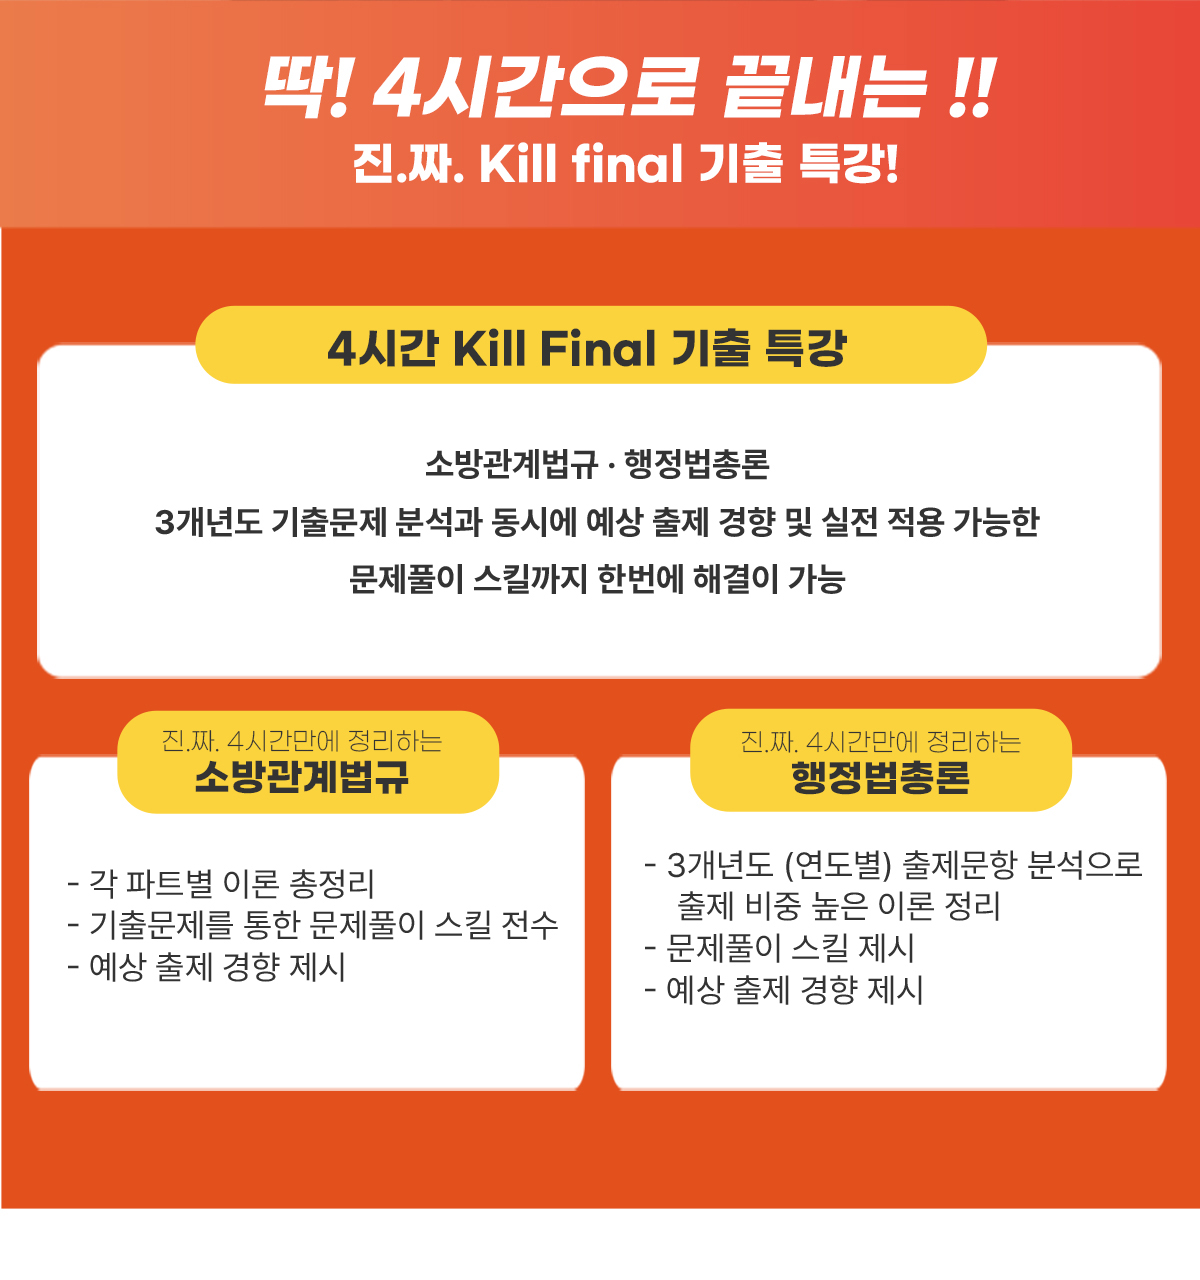 딱! 4시간으로 끝내는 !!
진.짜. Kill final 기출 특강!
4시간 Kill Final 기출 특강
소방관계법규 · 행정법총론
3개년도 기출문제 분석과 동시에 예상 출제 경향 및 실전 적용 가능한
문제풀이 스킬까지 한번에 해결이 가능
진.짜. 4시간만에 정리하는
소방관계법규
- 각 파트별 이론 총정리
- 기출문제를 통한 문제풀이 스킬 전수
- 예상 출제 경향 제시
진.짜. 4시간만에 정리하는
행정법총론
- 3개년도 (연도별) 출제문항 분석으로
출제 비중 높은 이론 정리
- 문제풀이 스킬 제시
- 예상 출제 경향 제시